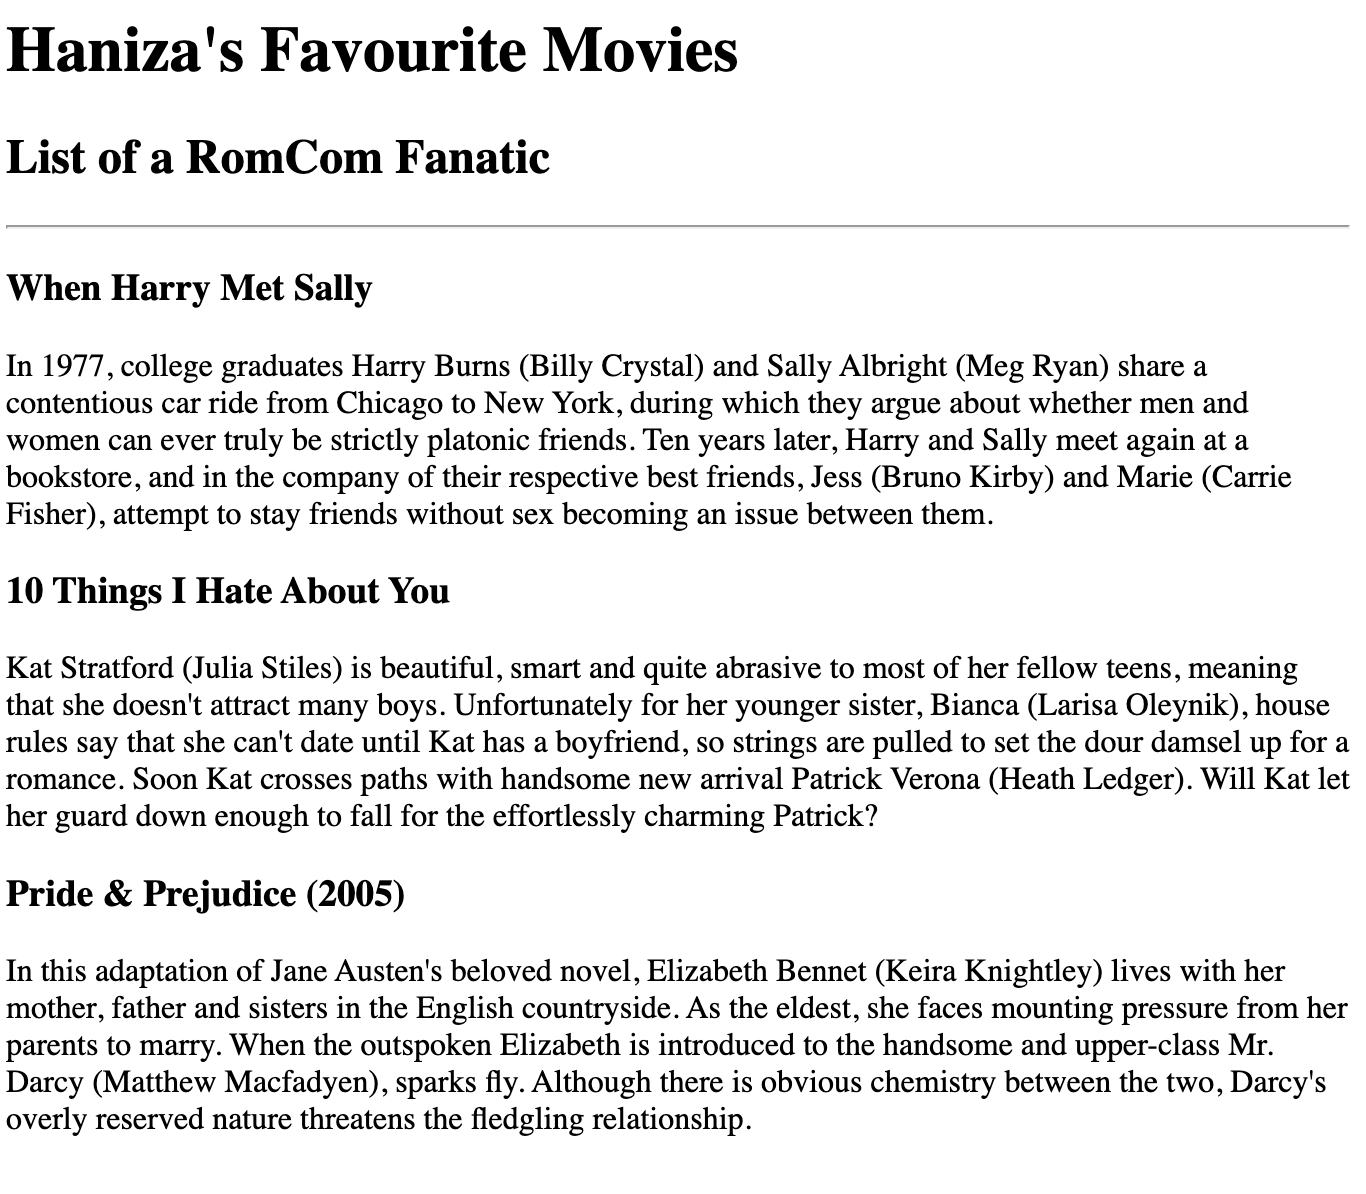 Haniza's Favourite Movies
List of a RomCom Fanatic
When Harry Met Sally
In 1977, college graduates Harry Burns (Billy Crystal) and Sally Albright (Meg Ryan) share a
contentious car ride from Chicago to New York, during which they argue about whether men and
women can ever truly be strictly platonic friends. Ten years later, Harry and Sally meet again at a
bookstore, and in the company of their respective best friends, Jess (Bruno Kirby) and Marie (Carrie
Fisher), attempt to stay friends without sex becoming an issue between them.
10 Things I Hate About You
Kat Stratford (Julia Stiles) is beautiful, smart and quite abrasive to most of her fellow teens, meaning
that she doesn't attract many boys. Unfortunately for her younger sister, Bianca (Larisa Oleynik), house
rules say that she can't date until Kat has a boyfriend, so strings are pulled to set the dour damsel up for a
romance. Soon Kat crosses paths with handsome new arrival Patrick Verona (Heath Ledger). Will Kat let
her guard down enough to fall for the effortlessly charming Patrick?
Pride & Prejudice (2005)
In this adaptation of Jane Austen's beloved novel, Elizabeth Bennet (Keira Knightley) lives with her
mother, father and sisters in the English countryside. As the eldest, she faces mounting pressure from her
parents to marry. When the outspoken Elizabeth is introduced to the handsome and upper-class Mr.
Darcy (Matthew Macfadyen), sparks fly. Although there is obvious chemistry between the two, Darcy's
overly reserved nature threatens the fledgling relationship.